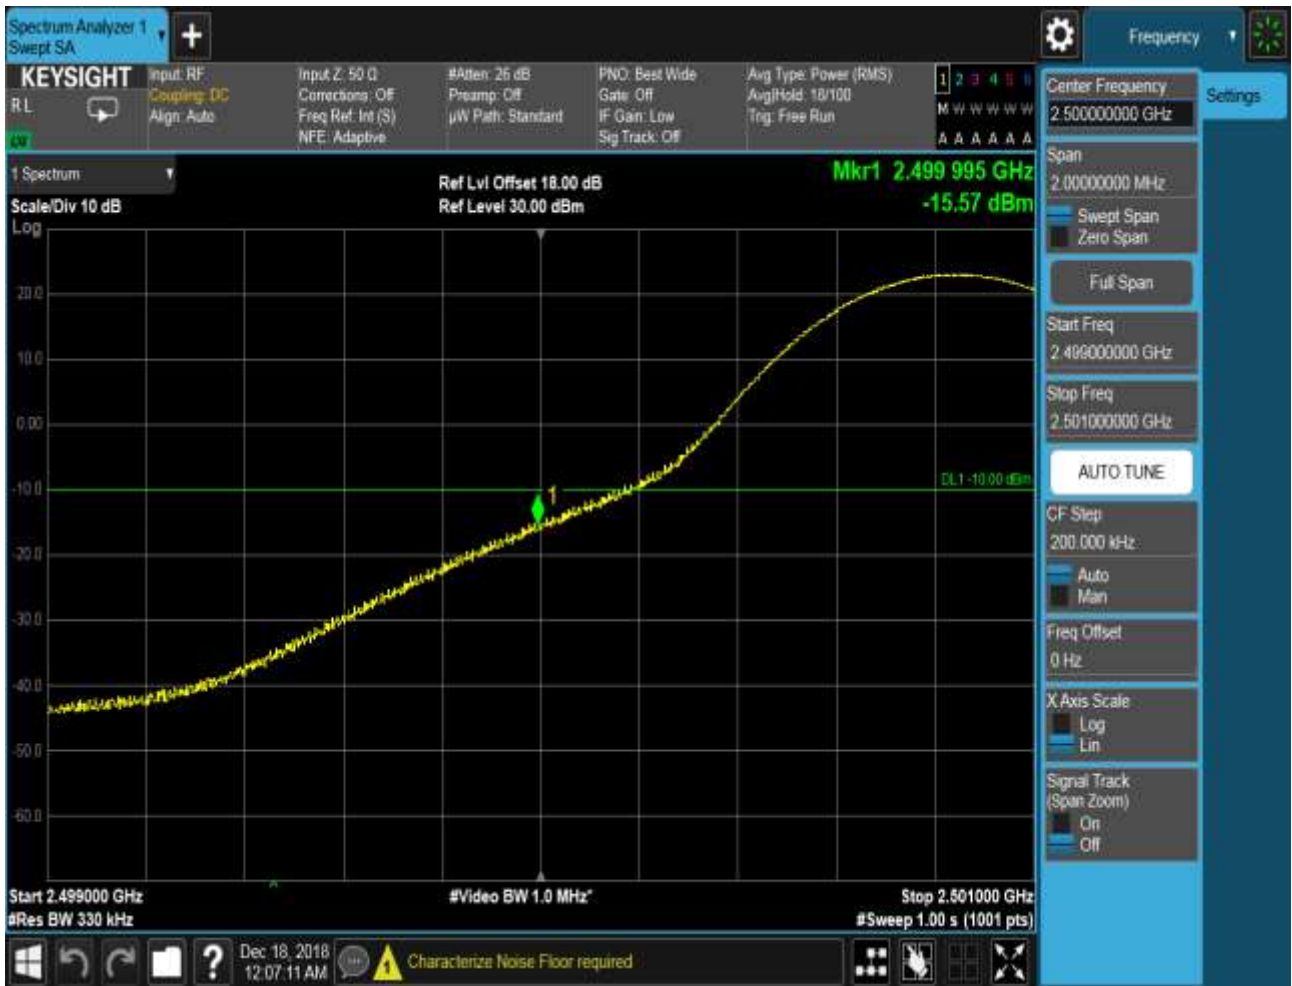 Spectrum Analyzer 1
Swept SA
Frequency
KEYSIGHT
RL
Input: RF
Coupling: DC
Align: Auto
Input Z: 50 Ω
Corrections: Off
Freq Ref: Int (S)
NFE: Adaptive
#Atten: 26 dB
Preamp: Off
µW Path: Standard
PNO: Best Wide
Gate: Off
IF Gain: Low
Sig Track: Off
Avg Type: Power (RMS)
Avg|Hold: 18/100
Trig: Free Run
1 2 3 4 5 6
M W W W W W
A A A A A A
Center Frequency
2.500000000 GHz
Settings
Span
2.00000000 MHz
Swept Span
Zero Span
Full Span
Start Freq
2.499000000 GHz
Stop Freq
2.501000000 GHz
AUTO TUNE
CF Step
200.000 kHz
Auto
Man
Freq Offset
0 Hz
X Axis Scale
Log
Lin
Signal Track
(Span Zoom)
On
Off
1 Spectrum
Scale/Div 10 dB
Log
Ref Lvl Offset 18.00 dB
Ref Level 30.00 dBm
Mkr1 2.499 995 GHz
-15.57 dBm
20.0
10.0
0.00
-10.0
-20.0
-30.0
-40.0
-50.0
-60.0
1
DL1 -10.00 dBm
Start 2.499000 GHz
#Res BW 330 kHz
#Video BW 1.0 MHz*
Stop 2.501000 GHz
#Sweep 1.00 s (1001 pts)
?
Dec 18, 2018
12:07:11 AM
1
Characterize Noise Floor required